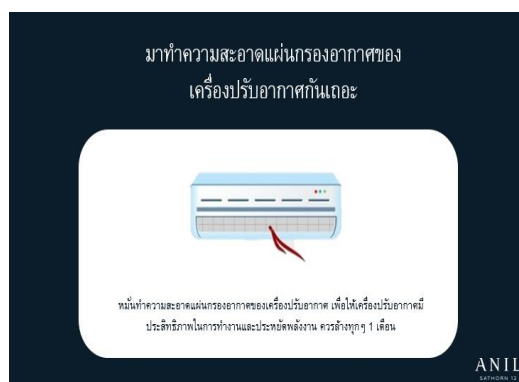 มาทำความสะอาดแผ่นกรองอากาศของ
เครื่องปรับอากาศกันเถอะ
หมั่นทำความสะอาดแผ่นกรองอากาศของเครื่องปรับอากาศ เพื่อให้เครื่องปรับอากาศมี
ประสิทธิภาพในการทำงานและประหยัดพลังงาน ควรล้างทุกๆ 1 เดือน
ANIL
SATHORN 12